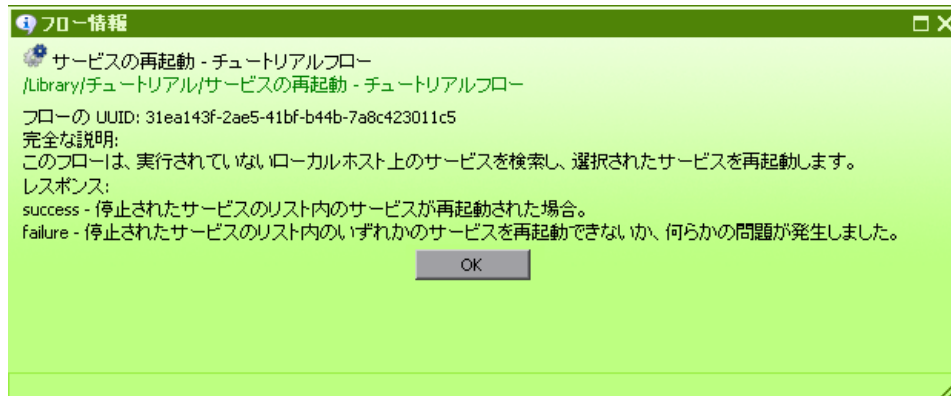 フロー情報
サービスの再起動 - チュートリアルフロー
/Library/チュートリアル/サービスの再起動 - チュートリアルフロー
フローの UUID: 31ea143f-2ae5-41bf-b44b-7a8c423011c5
完全な説明:
このフローは、実行されていないローカルホスト上のサービスを検索し、選択されたサービスを再起動します。
レスポンス:
success - 停止されたサービスのリスト内のサービスが再起動された場合。
failure - 停止されたサービスのリスト内のいずれかのサービスを再起動できないか、何らかの問題が発生しました。
OK